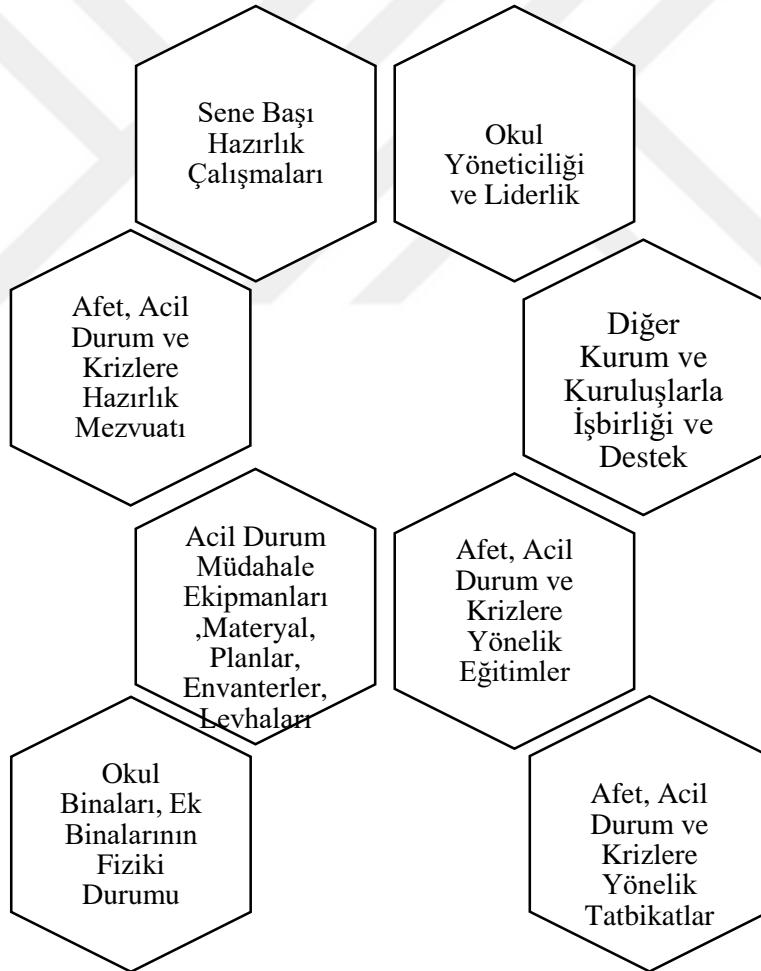 Sene Başı
Hazırlık
Çalışmaları
Okul
Yöneticiliği
ve Liderlik
Afet, Acil
Durum ve
Krizlere
Hazırlık
Mezvuatı
Diğer
Kurum ve
Kuruluşlarla
İşbirliği ve
Destek
Acil Durum
Müdahale
Ekipmanları
,Materyal,
Planlar,
Envanterler,
Levhaları
Afet, Acil
Durum ve
Krizlere
Yönelik
Eğitimler
Okul
Binaları, Ek
Binalarının
Fiziki
Durumu
Afet, Acil
Durum ve
Krizlere
Yönelik
Tatbikatlar